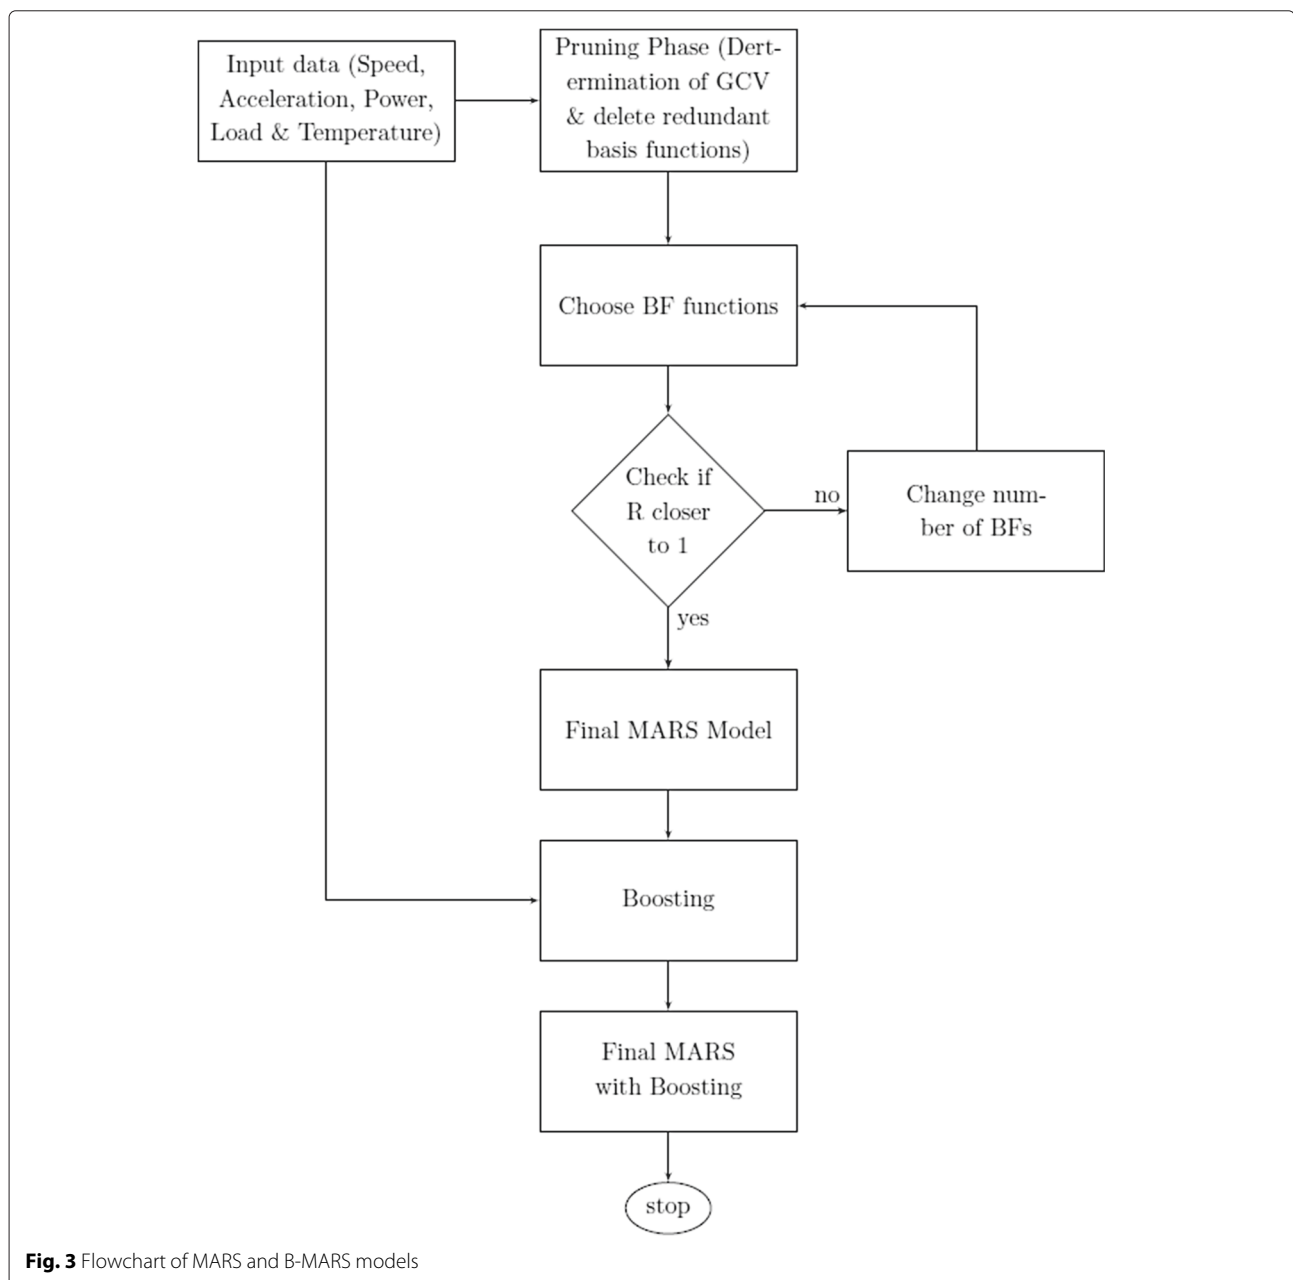 Input data (Speed,
Acceleration, Power,
Load & Temperature)
Pruning Phase (Dert-
ermination of GCV
& delete redundant
basis functions)
Choose BF functions
Check if
R closer
to 1
no
Change num-
ber of BFs
yes
Final MARS Model
Boosting
Final MARS
with Boosting
stop
Fig. 3 Flowchart of MARS and B-MARS models